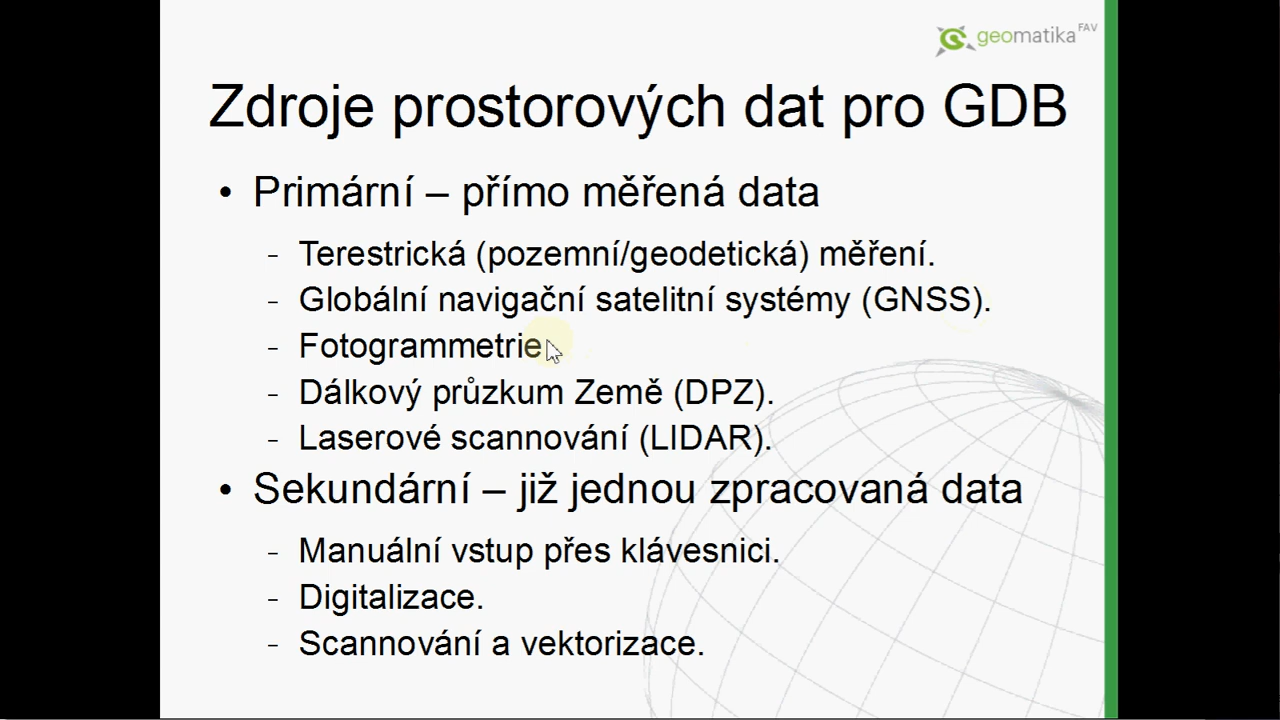 geomatika FAV
Zdroje prostorových dat pro GDB
• Primární – přímo měřená data
- Terestrická (pozemní/geodetická) měření.
- Globální navigační satelitní systémy (GNSS).
- Fotogrammetrie
- Dálkový průzkum Země (DPZ).
- Laserové scannování (LIDAR).
• Sekundární – již jednou zpracovaná data
- Manuální vstup přes klávesnici.
- Digitalizace.
- Scannování a vektorizace.